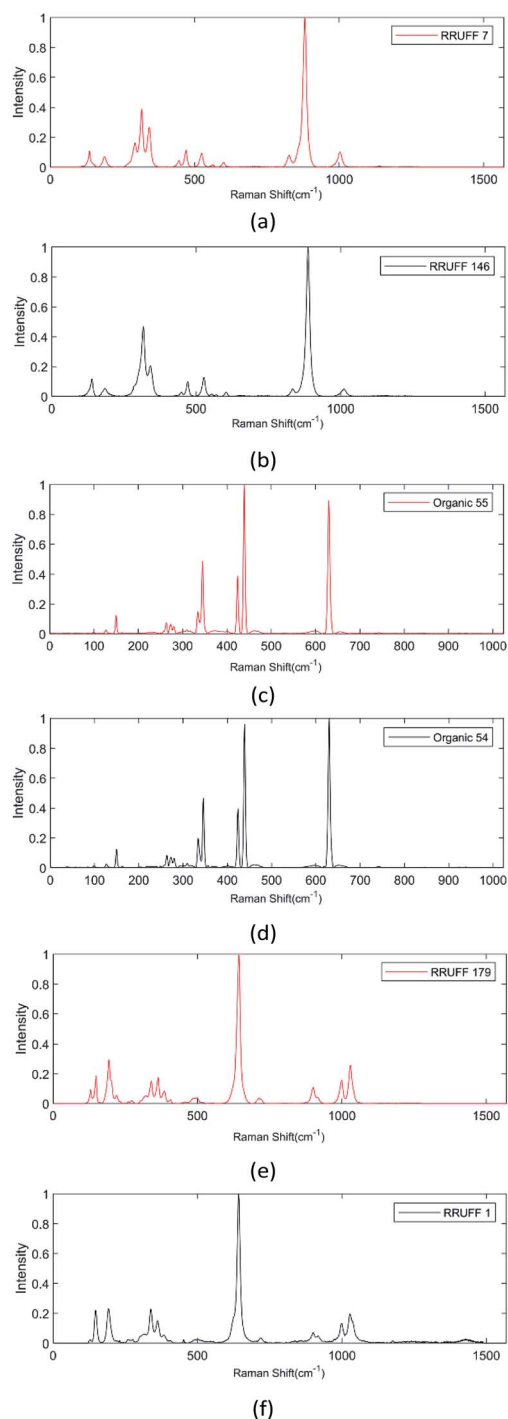 1
0.8
0.6
0.4
0.2
0
Intensity
RRUFF 7
0 500 1000 1500
Raman Shift(cm-1)
(a)
1
0.8
0.6
0.4
0.2
0
Intensity
RRUFF 146
0 500 1000 1500
Raman Shift(cm-1)
(b)
1
0.8
0.6
0.4
0.2
0
Intensity
Organic 55
0 100 200 300 400 500 600 700 800 900 1000
Raman Shift(cm-1)
(c)
1
0.8
0.6
0.4
0.2
0
Intensity
Organic 54
0 100 200 300 400 500 600 700 800 900 1000
Raman Shift(cm-1)
(d)
1
0.8
0.6
0.4
0.2
0
Intensity
RRUFF 179
0 500 1000 1500
Raman Shift(cm-1)
(e)
1
0.8
0.6
0.4
0.2
0
Intensity
RRUFF 1
0 500 1000 1500
Raman Shift(cm-1)
(f)